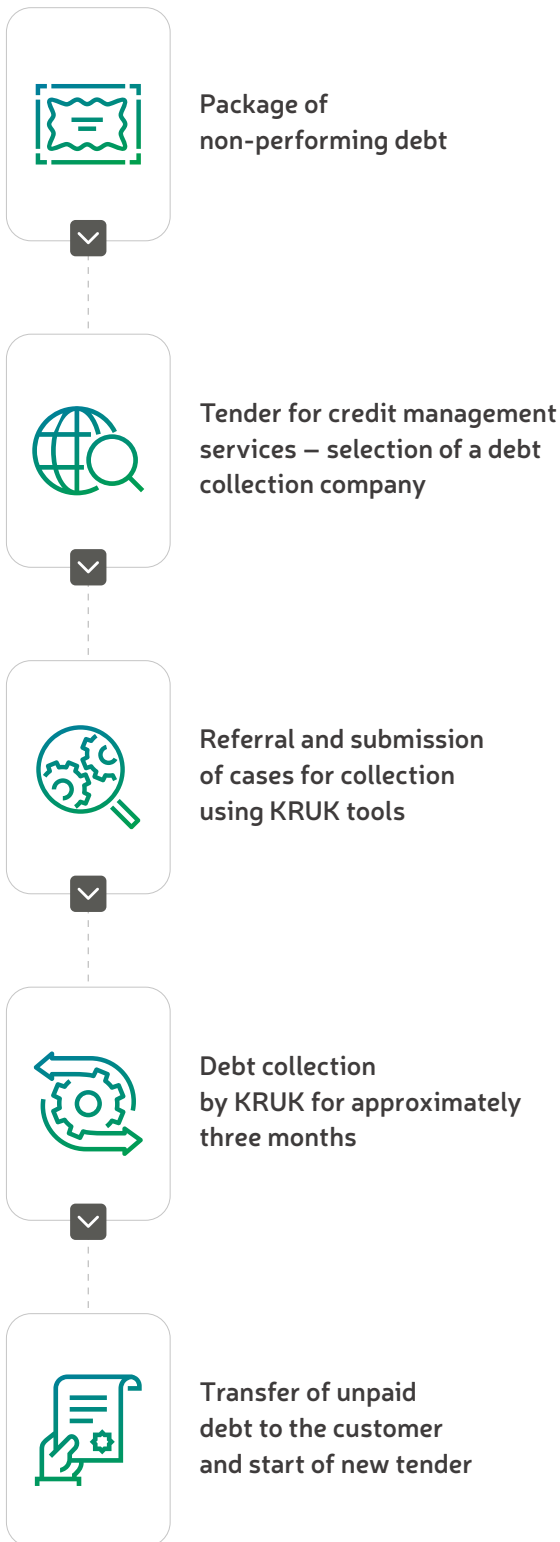 Package of
non-performing debt
Tender for credit management
services – selection of a debt
collection company
Referral and submission
of cases for collection
using KRUK tools
Debt collection
by KRUK for approximately
three months
Transfer of unpaid
debt to the customer
and start of new tender